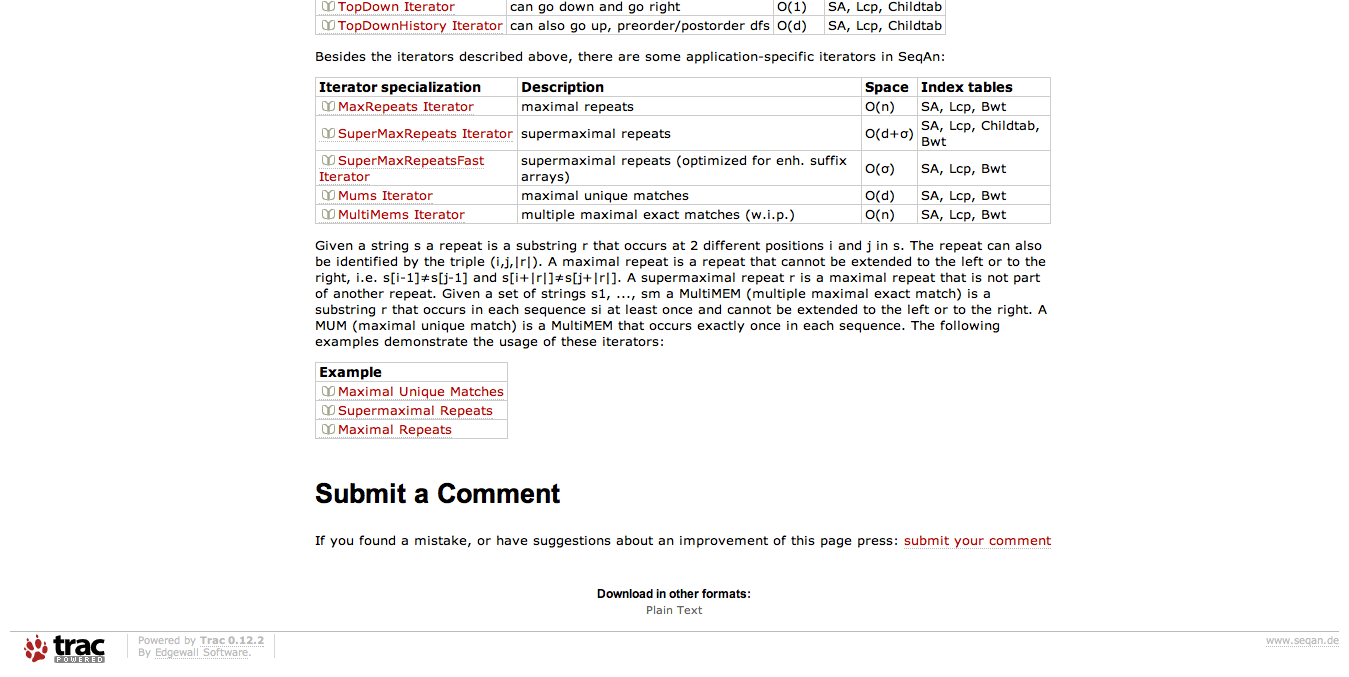 TopDown Iterator can go down and go right O(1) SA, Lcp, Childtab
TopDownHistory Iterator can also go up, preorder/postorder dfs O(d) SA, Lcp, Childtab
Besides the iterators described above, there are some application-specific iterators in SeqAn:
Iterator specialization Description Space Index tables
MaxRepeats Iterator maximal repeats O(n) SA, Lcp, Bwt
SuperMaxRepeats Iterator supermaximal repeats O(d+σ) SA, Lcp, Childtab,
Bwt
SuperMaxRepeatsFast
Iterator
supermaximal repeats (optimized for enh. suffix
arrays)
O(σ) SA, Lcp, Bwt
Mums Iterator maximal unique matches O(d) SA, Lcp, Bwt
MultiMems Iterator multiple maximal exact matches (w.i.p.) O(n) SA, Lcp, Bwt
Given a string s a repeat is a substring r that occurs at 2 different positions i and j in s. The repeat can also
be identified by the triple (i,j,|r|). A maximal repeat is a repeat that cannot be extended to the left or to the
right, i.e. s[i-1]≠s[j-1] and s[i+|r|]≠s[j+|r|]. A supermaximal repeat r is a maximal repeat that is not part
of another repeat. Given a set of strings s1, ..., sm a MultiMEM (multiple maximal exact match) is a
substring r that occurs in each sequence si at least once and cannot be extended to the left or to the right. A
MUM (maximal unique match) is a MultiMEM that occurs exactly once in each sequence. The following
examples demonstrate the usage of these iterators:
Example
Maximal Unique Matches
Supermaximal Repeats
Maximal Repeats
Submit a Comment
If you found a mistake, or have suggestions about an improvement of this page press: submit your comment
Download in other formats:
Plain Text
trac
POWERED
Powered by Trac 0.12.2
By Edgewall Software.
www.seqan.de